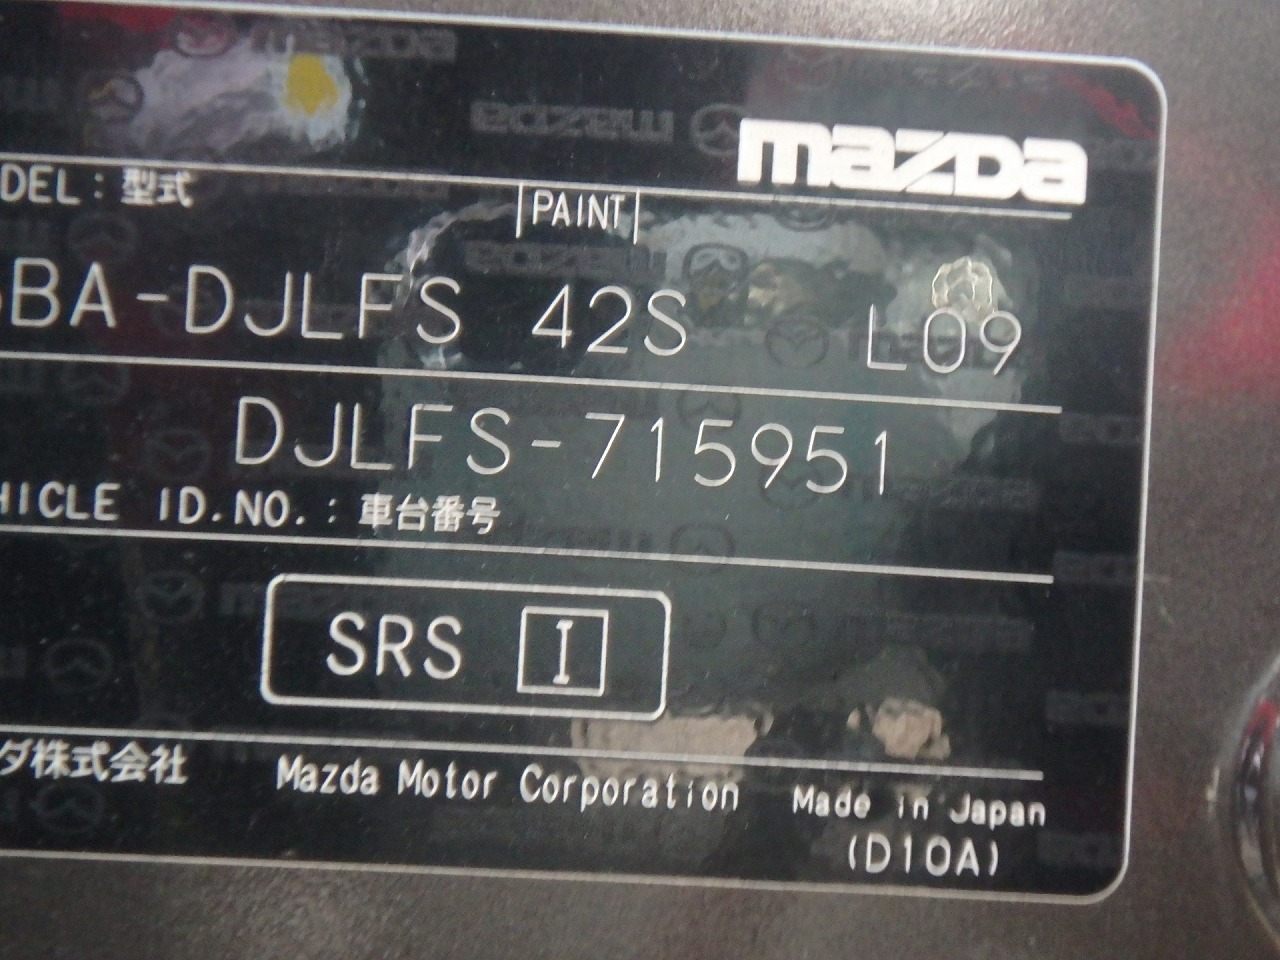 mazda
DEL : 型式 PAINT
BA-DJLFS 42S L09
DJLFS-715951
HICLE ID.NO. : 車台番号
SRS I
ダ株式会社 Mazda Motor Corporation Made in Japan
(D10A)